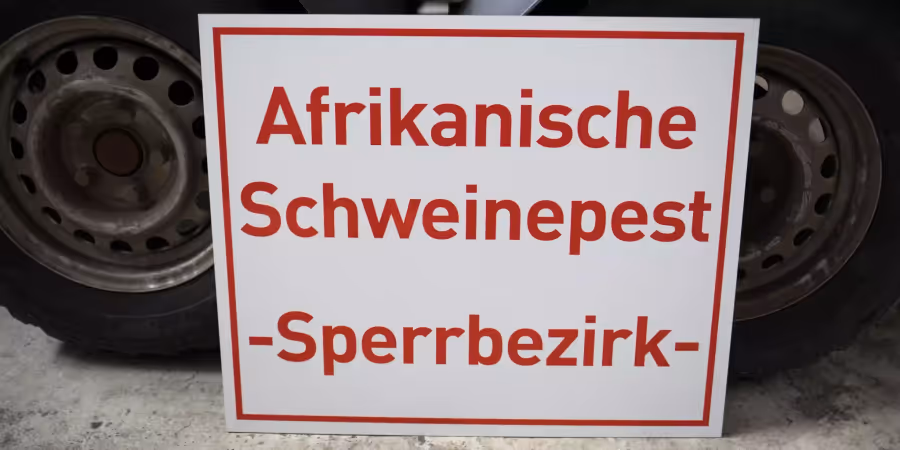 Afrikanische
Schweinepest
-Sperrbezirk-